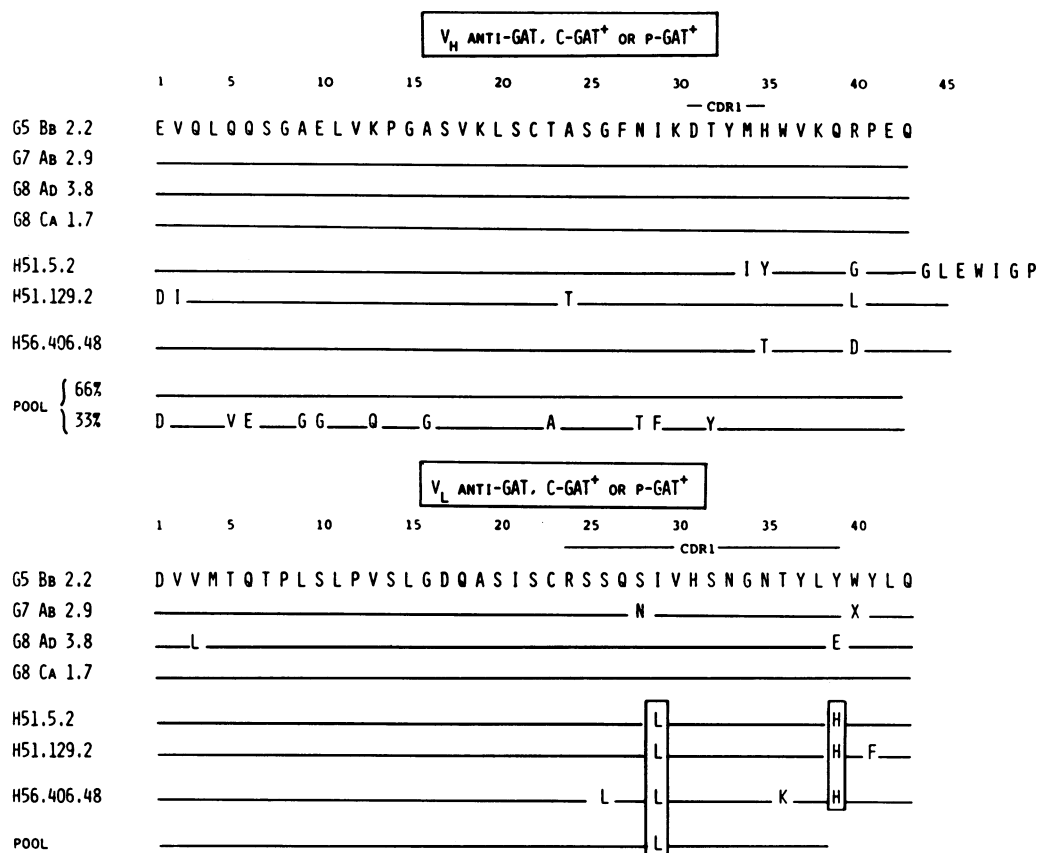 V_H ANTI-GAT, C-GAT+ OR P-GAT+
1 5 10 15 20 25 30 35 40 45
CDR1
G5 BB 2.2 E V Q L Q Q S G A E L V K P G A S V K L S C T A S G F N I K D T Y M H W V K Q R P E Q
G7 AB 2.9
G8 AD 3.8
G8 CA 1.7
H51.5.2 I Y G G L E W I G P
H51.129.2 D I T L
H56.406.48 T D
POOL { 66%
33% D V E G G Q G A T F Y
V_L ANTI-GAT, C-GAT+ OR P-GAT+
1 5 10 15 20 25 30 35 40
CDR1
G5 BB 2.2 D V V M T Q T P L S L P V S L G D Q A S I S C R S S Q S I V H S N G N T Y L Y W Y L Q
G7 AB 2.9 N X
G8 AD 3.8 L E
G8 CA 1.7
H51.5.2 L H
H51.129.2 L H F
H56.406.48 L L K H
POOL L